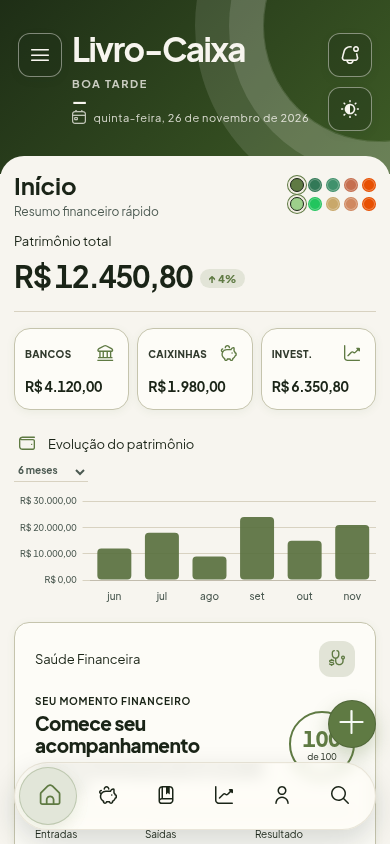 Livro-Caixa
BOA TARDE
quinta-feira, 26 de novembro de 2026
Início
Resumo financeiro rápido
Patrimônio total
R$ 12.450,80
↑ 4%
BANCOS
R$ 4.120,00
CAIXINHAS
R$ 1.980,00
INVEST.
R$ 6.350,80
Evolução do patrimônio
6 meses
R$ 30.000,00
R$ 20.000,00
R$ 10.000,00
R$ 0,00
jun jul ago set out nov
Saúde Financeira
SEU MOMENTO FINANCEIRO
Comece seu
acompanhamento
100
de 100
Entradas Saídas Resultado